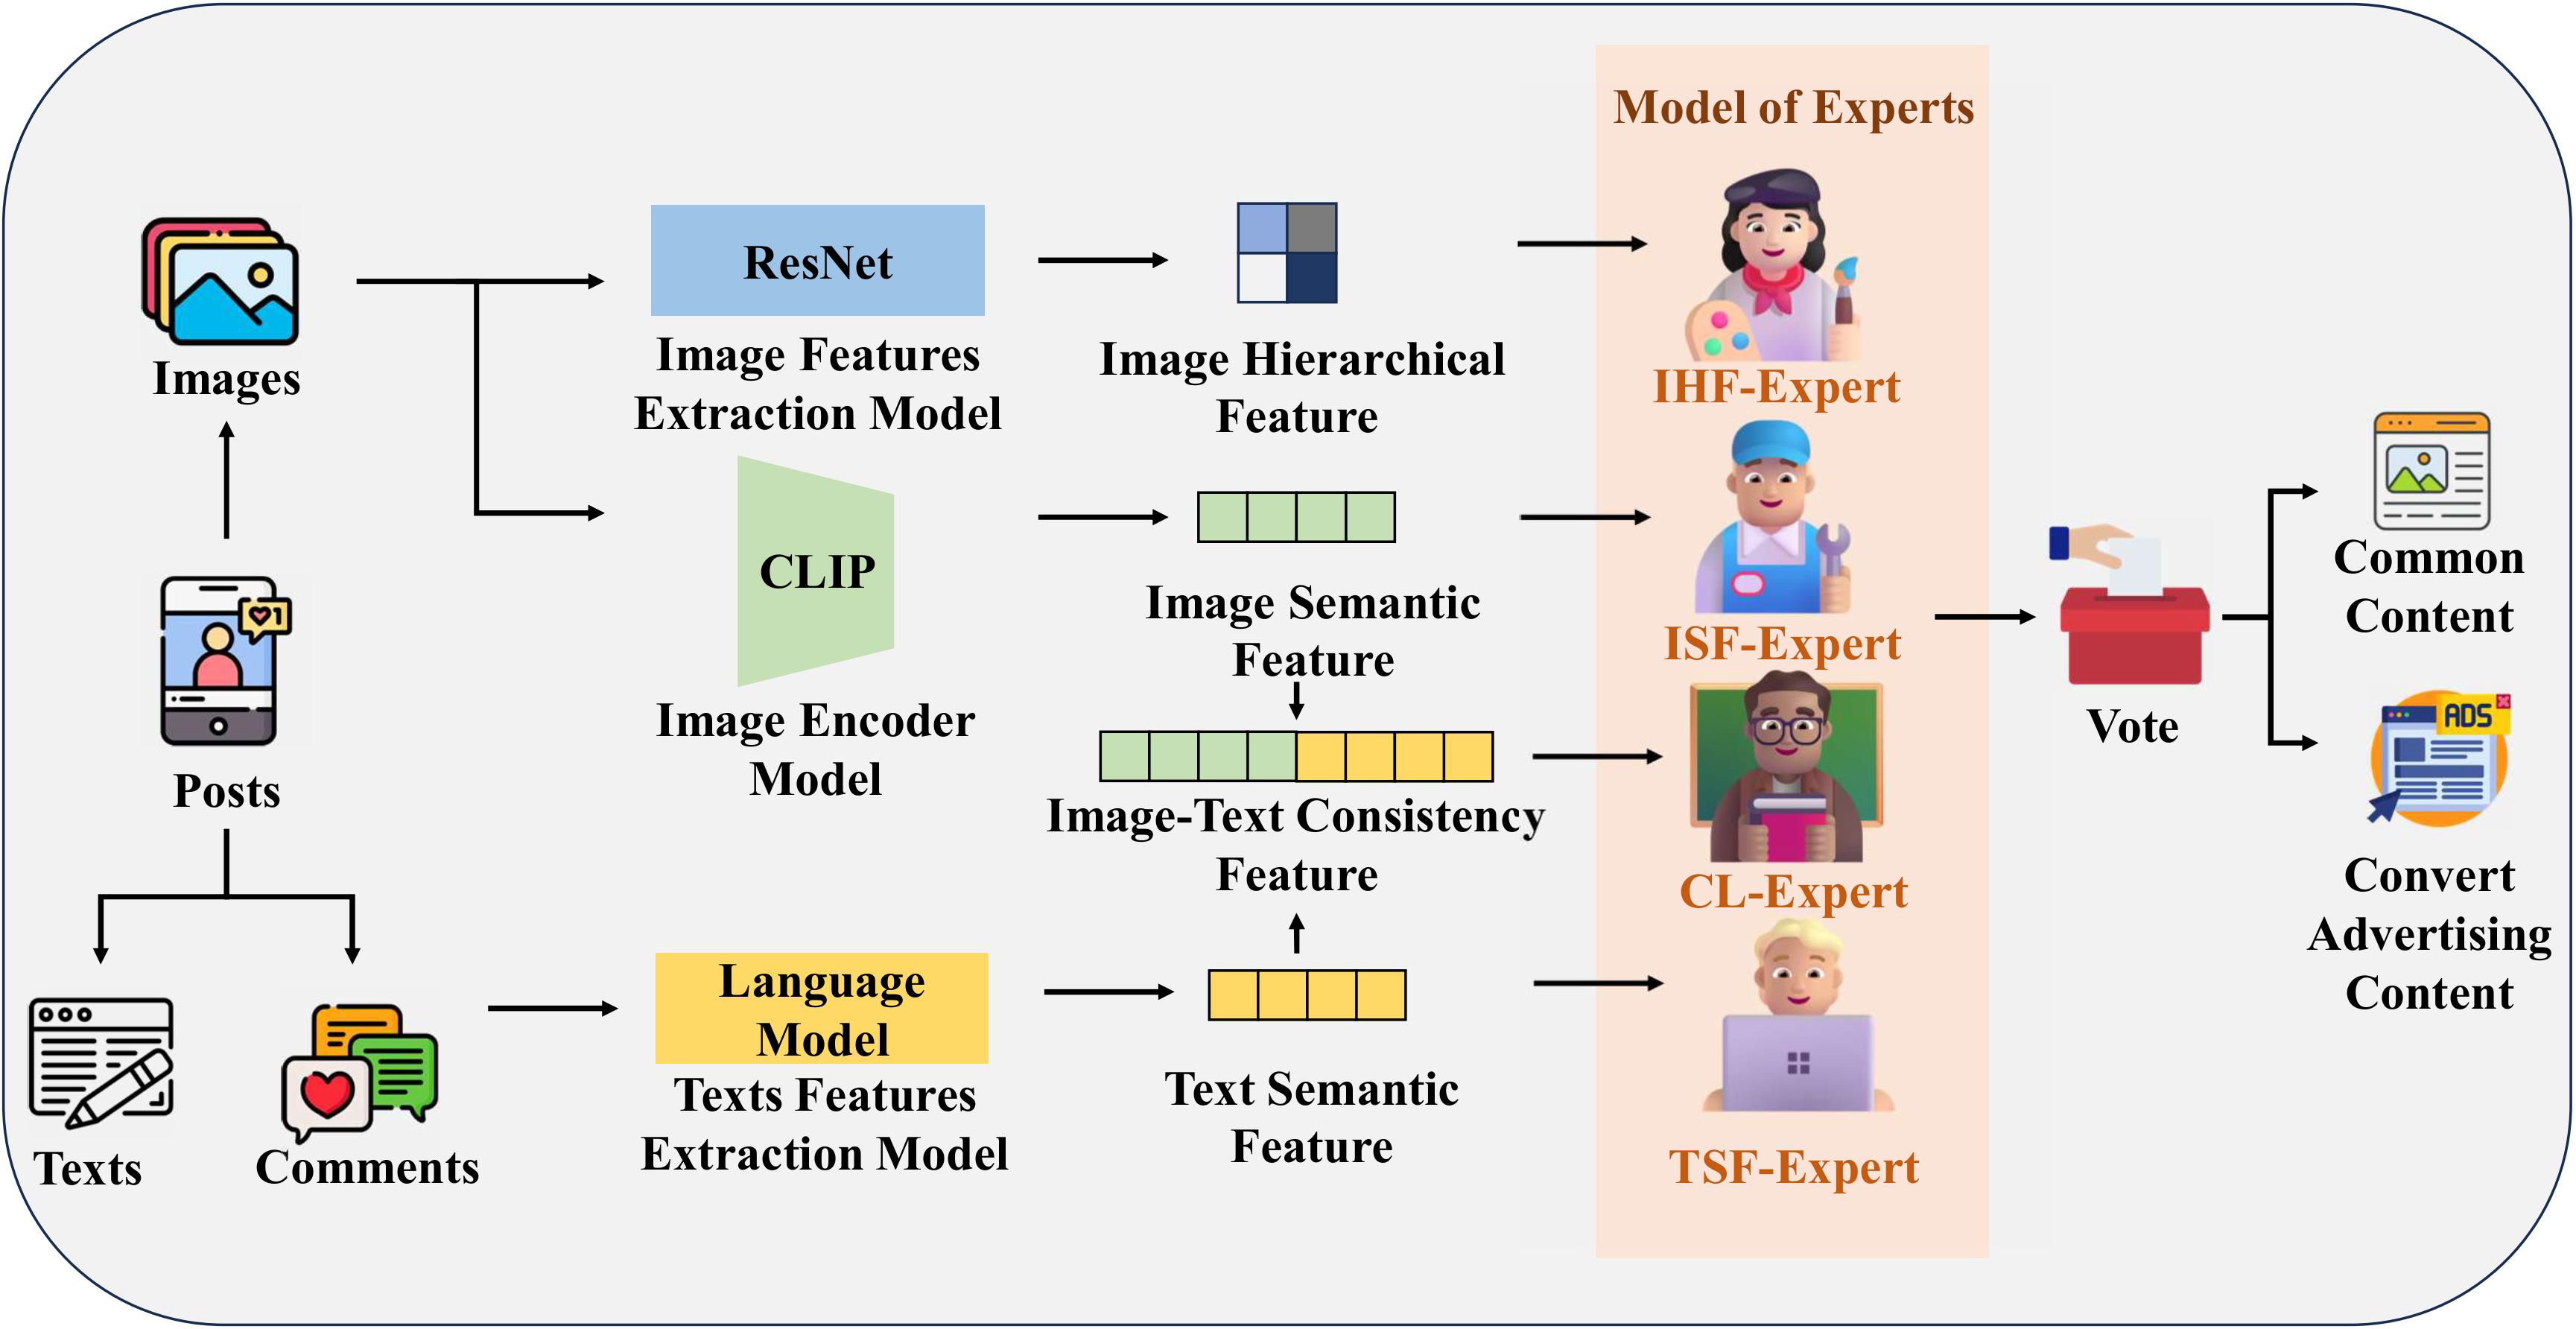 Model of Experts
Images
ResNet
Image Features
Extraction Model
Image Hierarchical
Feature
IHF-Expert
CLIP
Image Encoder
Model
Image Semantic
Feature
ISF-Expert
Posts
Image-Text Consistency
Feature
CL-Expert
Texts
Comments
Language
Model
Texts Features
Extraction Model
Text Semantic
Feature
TSF-Expert
Vote
Common
Content
ADS
Convert
Advertising
Content
1